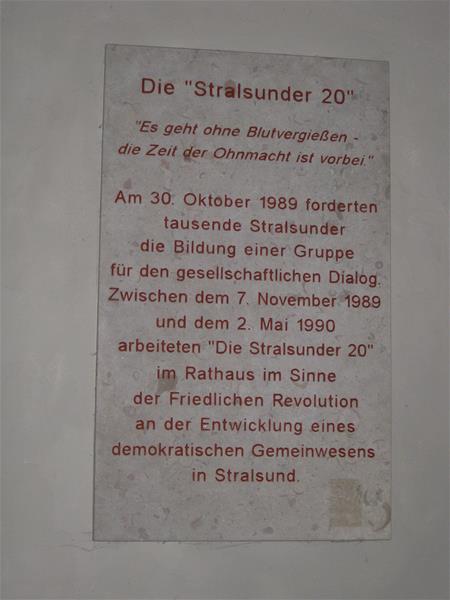 Die "Stralsunder 20"
"Es geht ohne Blutvergießen -
die Zeit der Ohnmacht ist vorbei."
Am 30. Oktober 1989 forderten
tausende Stralsunder
die Bildung einer Gruppe
für den gesellschaftlichen Dialog.
Zwischen dem 7. November 1989
und dem 2. Mai 1990
arbeiteten "Die Stralsunder 20"
im Rathaus im Sinne
der Friedlichen Revolution
an der Entwicklung eines
demokratischen Gemeinwesens
in Stralsund.